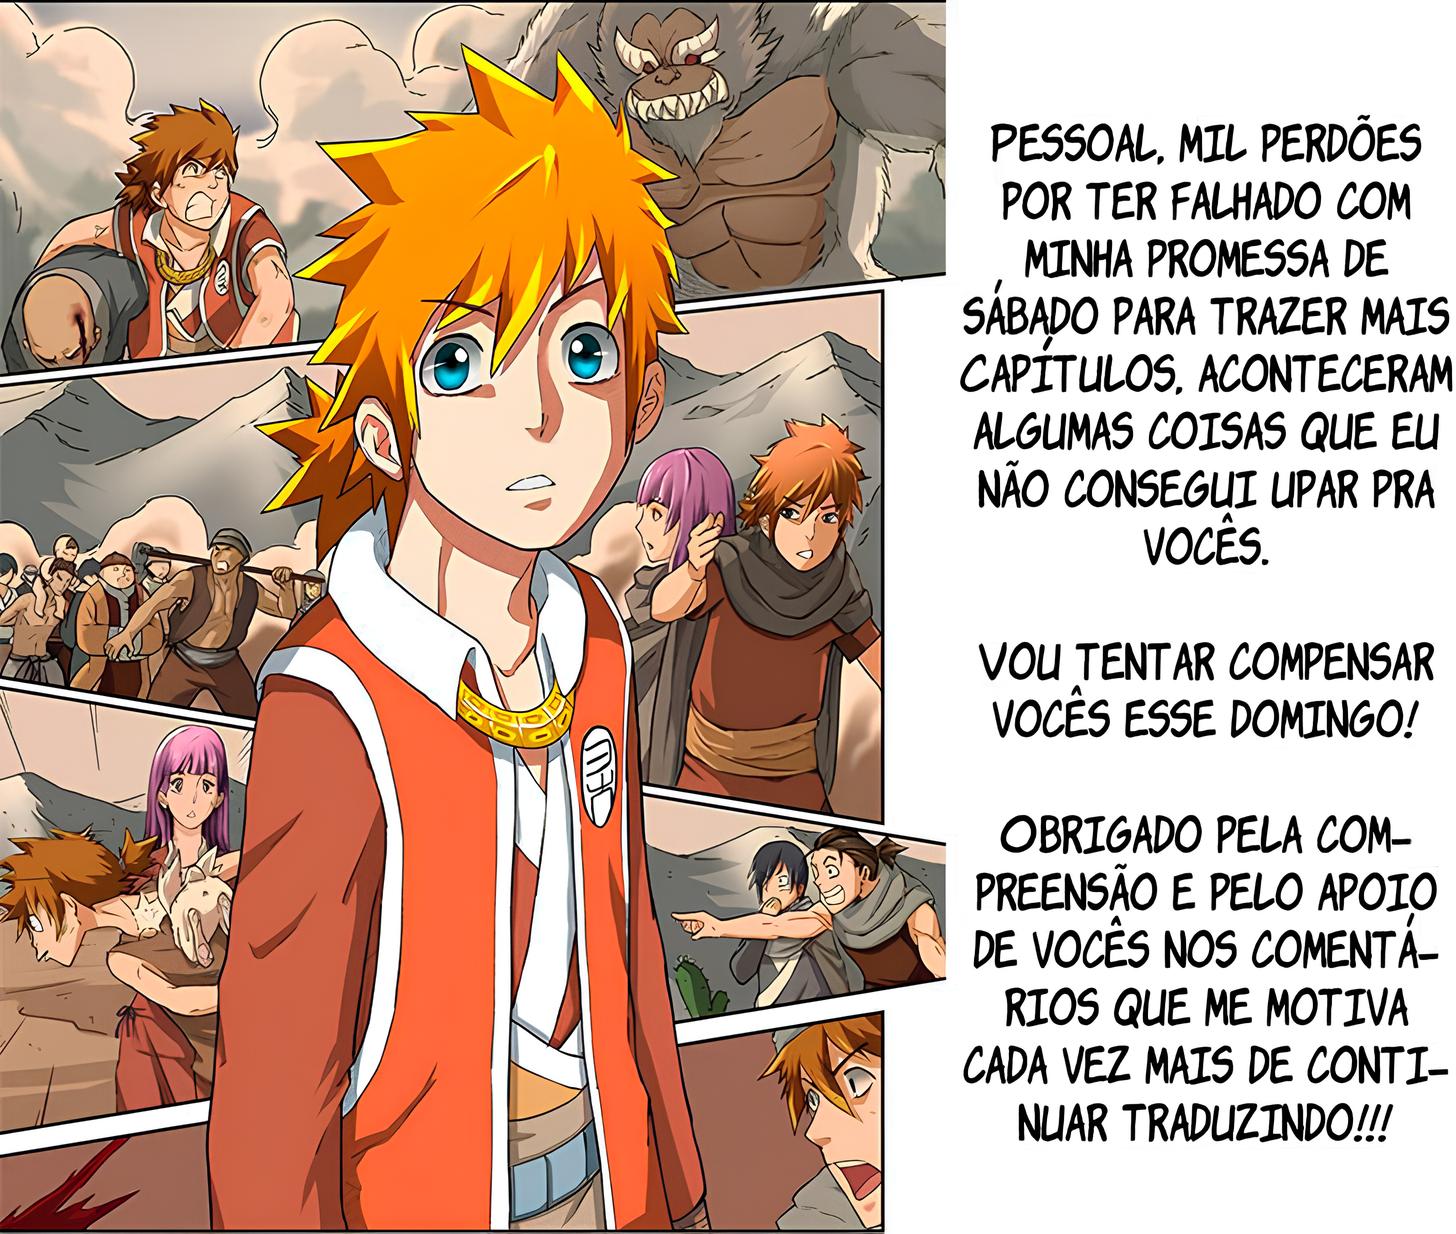 PESSOAL, MIL PERDÕES
POR TER FALHADO COM
MINHA PROMESSA DE
SÁBADO PARA TRAZER MAIS
CAPÍTULOS, ACONTECERAM
ALGUMAS COISAS QUE EU
NÃO CONSEGUI UPAR PRA
VOCÊS.
VOU TENTAR COMPENSAR
VOCÊS ESSE DOMINGO!
OBRIGADO PELA COM-
PREENSÃO E PELO APOIO
DE VOCÊS NOS COMENTÁ-
RIOS QUE ME MOTIVA
CADA VEZ MAIS DE CONTI-
NUAR TRADUZINDO!!!